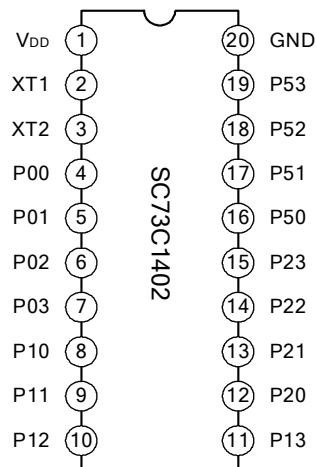 VDD 1 20 GND
XT1 2 19 P53
XT2 3 18 P52
P00 4 17 P51
P01 5 16 P50
P02 6 15 P23
P03 7 14 P22
P10 8 13 P21
P11 9 12 P20
P12 10 11 P13
SC73C1402